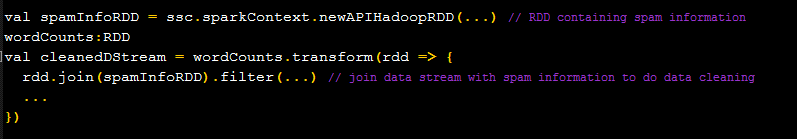 val spamInfoRDD = ssc.sparkContext.newAPIHadoopRDD(...) // RDD containing spam information
wordCounts:RDD
val cleanedDStream = wordCounts.transform(rdd => {
  rdd.join(spamInfoRDD).filter(...) // join data stream with spam information to do data cleaning
  ...
})